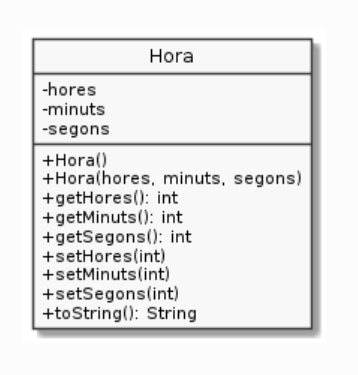 Hora
-hores
-minuts
-segons
+Hora()
+Hora(hores, minuts, segons)
+getHores(): int
+getMinuts(): int
+getSegons(): int
+setHores(int)
+setMinuts(int)
+setSegons(int)
+toString(): String